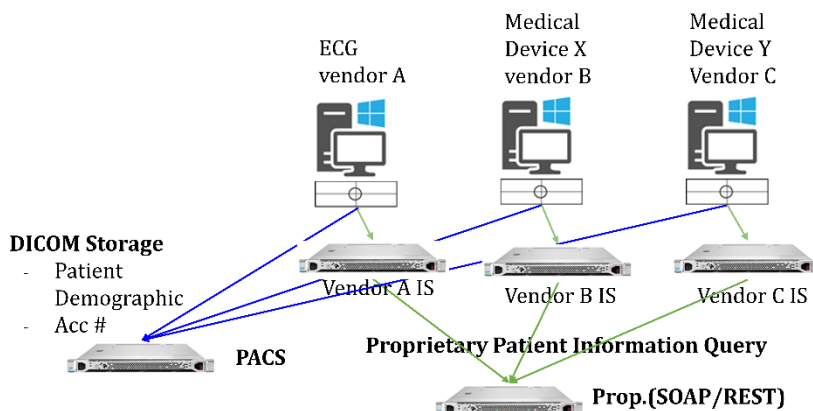 ECG
vendor A
Medical
Device X
vendor B
Medical
Device Y
Vendor C
DICOM Storage
- Patient
Demographic
- Acc #
Vendor A IS
Vendor B IS
Vendor C IS
PACS
Proprietary Patient Information Query
Prop.(SOAP/REST)